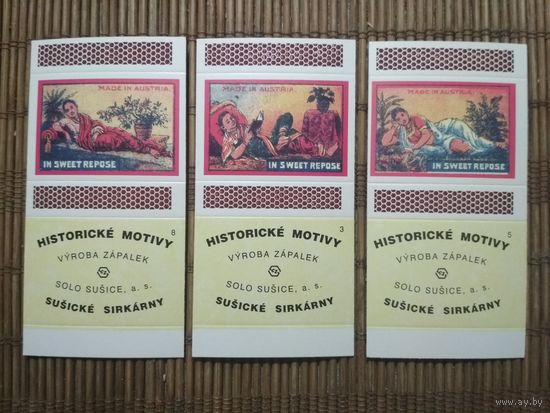 MADE IN AUSTRIA.
IN SWEET REPOSE
HISTORICKÉ MOTIVY
8
VÝROBA ZÁPALEK
SOLO SUŠICE, a. s.
SUŠICKÉ SIRKÁRNY
MADE IN AUSTRIA.
IN SWEET REPOSE
HISTORICKÉ MOTIVY
3
VÝROBA ZÁPALEK
SOLO SUŠICE, a. s.
SUŠICKÉ SIRKÁRNY
MADE IN AUSTRIA.
IN SWEET REPOSE
HISTORICKÉ MOTIVY
5
VÝROBA ZÁPALEK
SOLO SUŠICE, a. s.
SUŠICKÉ SIRKÁRNY
www.ay.by